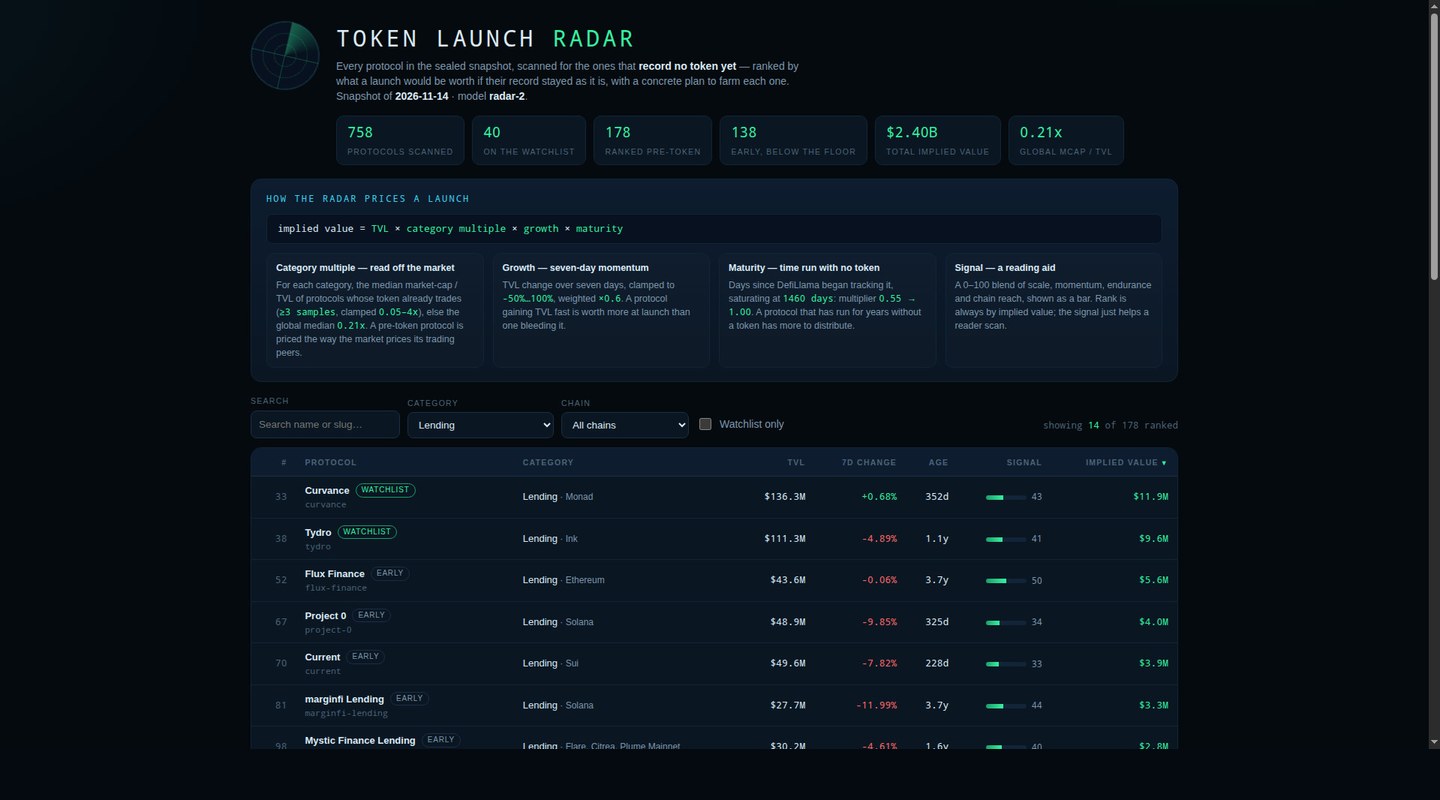 TOKEN LAUNCH RADAR
Every protocol in the sealed snapshot, scanned for the ones that record no token yet — ranked by
what a launch would be worth if their record stayed as it is, with a concrete plan to farm each one.
Snapshot of 2026-11-14 · model radar-2.
758 40 178 138 $2.40B 0.21x
PROTOCOLS SCANNED ON THE WATCHLIST RANKED PRE-TOKEN EARLY, BELOW THE FLOOR TOTAL IMPLIED VALUE GLOBAL MCAP / TVL
HOW THE RADAR PRICES A LAUNCH
implied value = TVL × category multiple × growth × maturity
Category multiple — read off the market
For each category, the median market-cap /
TVL of protocols whose token already trades
(≥3 samples, clamped 0.05–4x), else the
global median 0.21x. A pre-token protocol is
priced the way the market prices its trading
peers.
Growth — seven-day momentum
TVL change over seven days, clamped to
-50%…100%, weighted ×0.6. A protocol
gaining TVL fast is worth more at launch than
one bleeding it.
Maturity — time run with no token
Days since DefiLlama began tracking it,
saturating at 1460 days: multiplier 0.55 →
1.00. A protocol that has run for years without
a token has more to distribute.
Signal — a reading aid
A 0–100 blend of scale, momentum, endurance
and chain reach, shown as a bar. Rank is
always by implied value; the signal just helps a
reader scan.
SEARCH CATEGORY CHAIN
Search name or slug… Lending All chains Watchlist only showing 14 of 178 ranked
# PROTOCOL CATEGORY TVL 7D CHANGE AGE SIGNAL IMPLIED VALUE ▼
33 Curvance WATCHLIST Lending · Monad $136.3M +0.68% 352d 43 $11.9M
curvance
38 Tydro WATCHLIST Lending · Ink $111.3M -4.89% 1.1y 41 $9.6M
tydro
52 Flux Finance EARLY Lending · Ethereum $43.6M -0.06% 3.7y 50 $5.6M
flux-finance
67 Project 0 EARLY Lending · Solana $48.9M -9.85% 325d 34 $4.0M
project-0
70 Current EARLY Lending · Sui $49.6M -7.82% 228d 33 $3.9M
current
81 marginfi Lending EARLY Lending · Solana $27.7M -11.99% 3.7y 44 $3.3M
marginfi-lending
98 Mystic Finance Lending EARLY Lending · Flare, Citrea, Plume Mainnet $30.2M -4.61% 1.6y 40 $2.8M